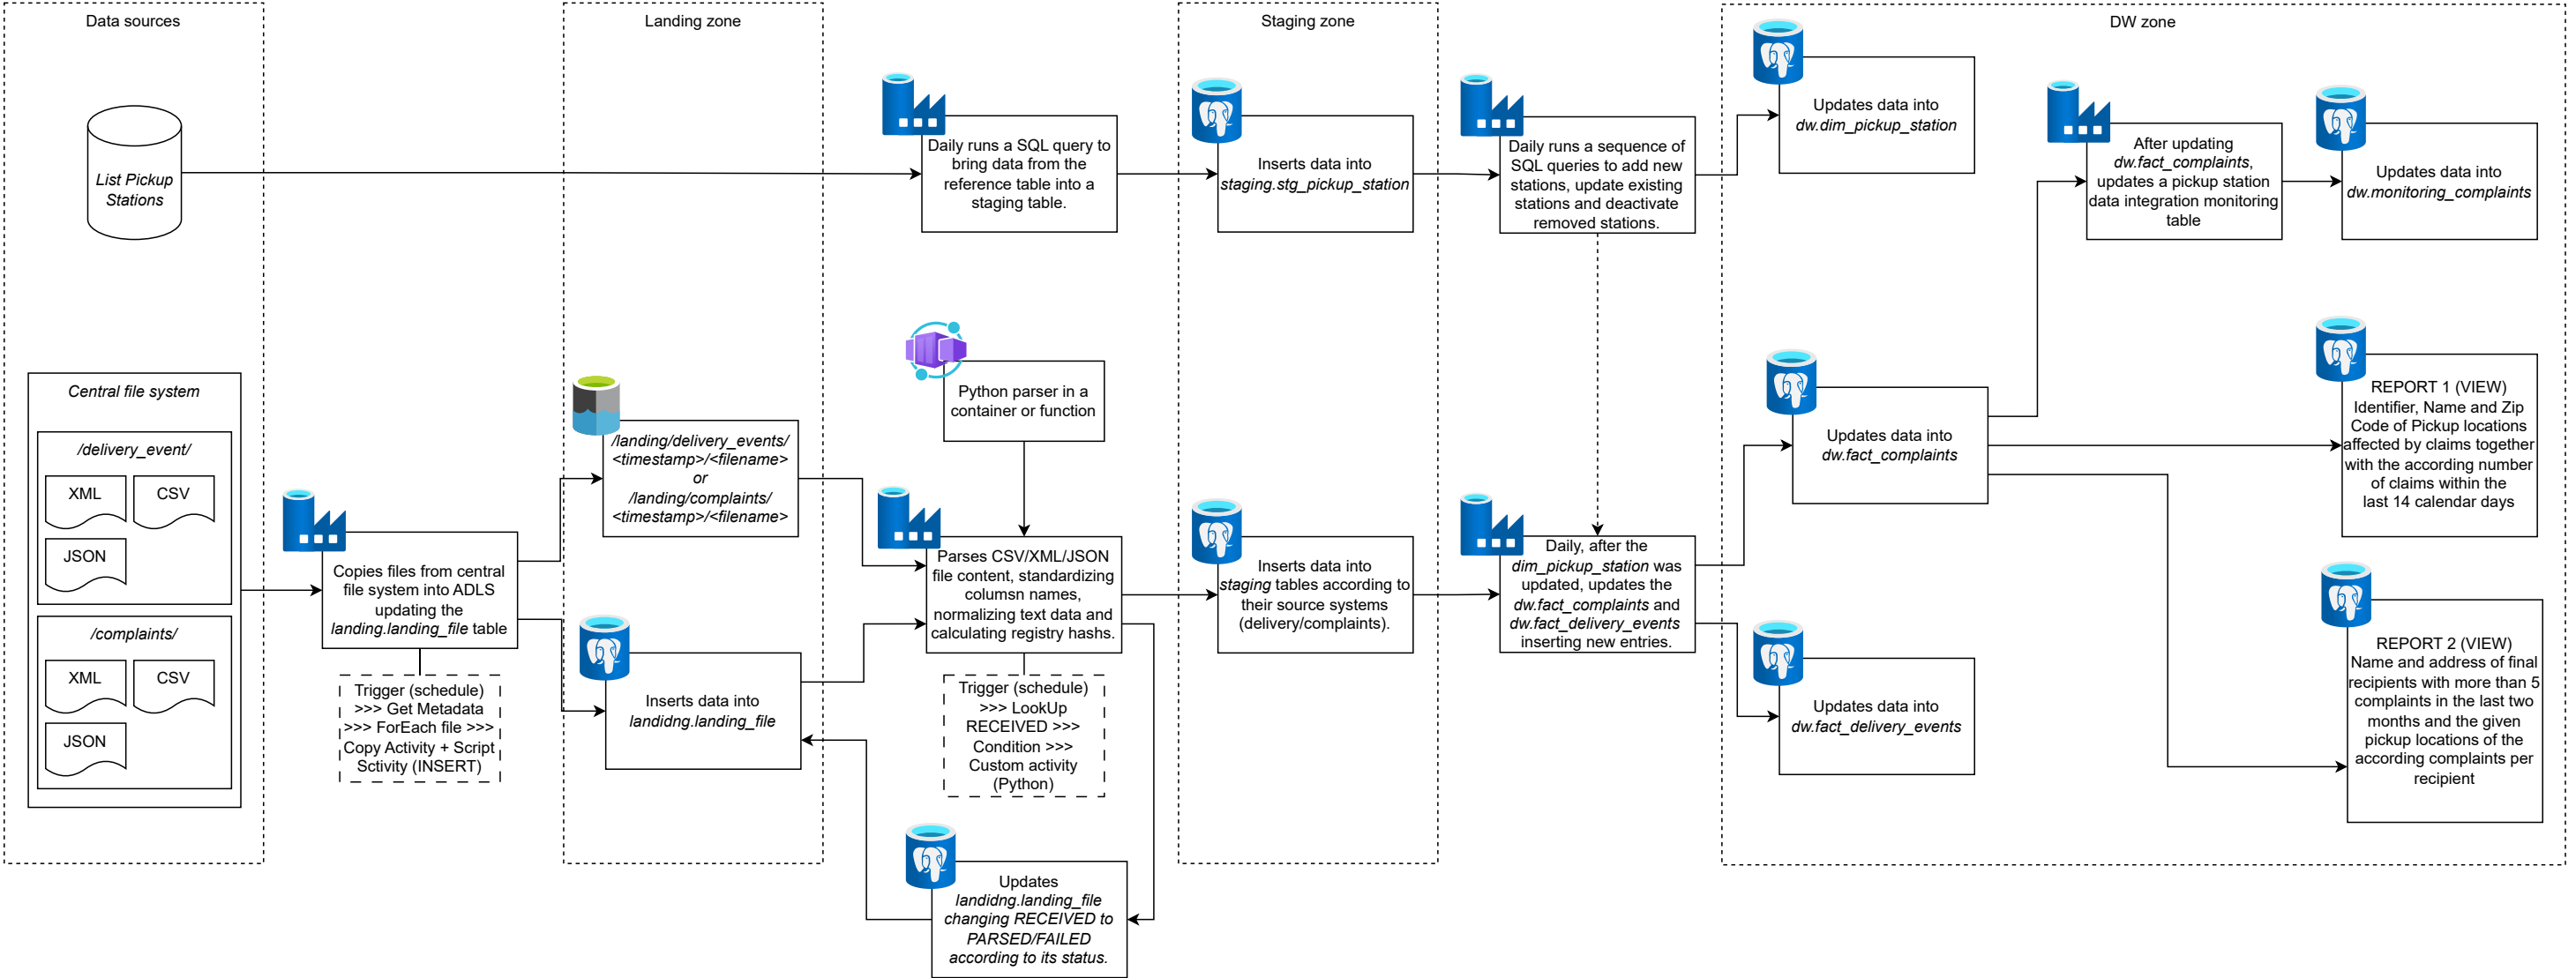 Data sources
Landing zone
Staging zone
DW zone
List Pickup
Stations
Daily runs a SQL query to
bring data from the
reference table into a
staging table.
Inserts data into
staging.stg_pickup_station
Daily runs a sequence of
SQL queries to add new
stations, update existing
stations and deactivate
removed stations.
Updates data into
dw.dim_pickup_station
After updating
dw.fact_complaints,
updates a pickup station
data integration monitoring
table
Updates data into
dw.monitoring_complaints
Central file system
/delivery_event/
XML
CSV
JSON
/complaints/
XML
CSV
JSON
Copies files from central
file system into ADLS
updating the
landing.landing_file table
Trigger (schedule)
>>> Get Metadata
>>> ForEach file >>>
Copy Activity + Script
Sctivity (INSERT)
/landing/delivery_events/
<timestamp>/<filename>
or
/landing/complaints/
<timestamp>/<filename>
Inserts data into
landidng.landing_file
Python parser in a
container or function
Parses CSV/XML/JSON
file content, standardizing
columsn names,
normalizing text data and
calculating registry hashs.
Trigger (schedule)
>>> LookUp
RECEIVED >>>
Condition >>>
Custom activity
(Python)
Updates
landidng.landing_file
changing RECEIVED to
PARSED/FAILED
according to its status.
Inserts data into
staging tables according to
their source systems
(delivery/complaints).
Daily, after the
dim_pickup_station was
updated, updates the
dw.fact_complaints and
dw.fact_delivery_events
inserting new entries.
Updates data into
dw.fact_complaints
Updates data into
dw.fact_delivery_events
REPORT 1 (VIEW)
Identifier, Name and Zip
Code of Pickup locations
affected by claims together
with the according number
of claims within the
last 14 calendar days
REPORT 2 (VIEW)
Name and address of final
recipients with more than 5
complaints in the last two
months and the given
pickup locations of the
according complaints per
recipient